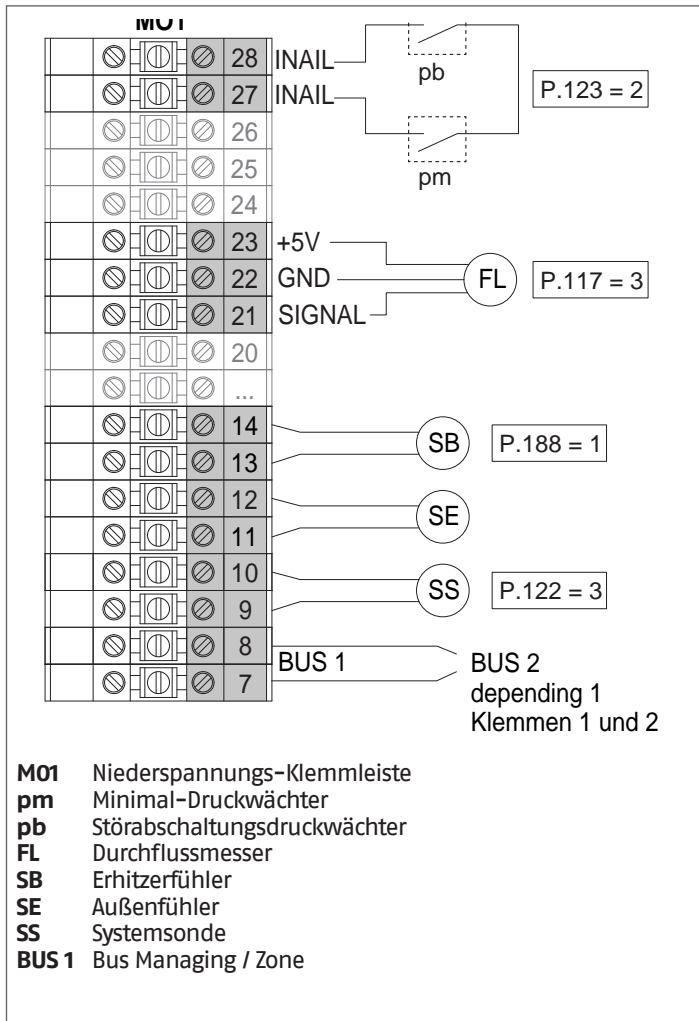 M01
28 INAIL
pb
27 INAIL
P.123 = 2
26
pm
25
24
23 +5V
22 GND FL P.117 = 3
21 SIGNAL
20
...
14
SB P.188 = 1
13
12
SE
11
10
SS P.122 = 3
9
8
BUS 1 BUS 2
7
depending 1
Klemmen 1 und 2
M01 Niederspannungs-Klemmleiste
pm Minimal-Druckwächter
pb Störabschaltungsdruckwächter
FL Durchflussmesser
SB Erhitzerfühler
SE Außenfühler
SS Systemsonde
BUS 1 Bus Managing / Zone